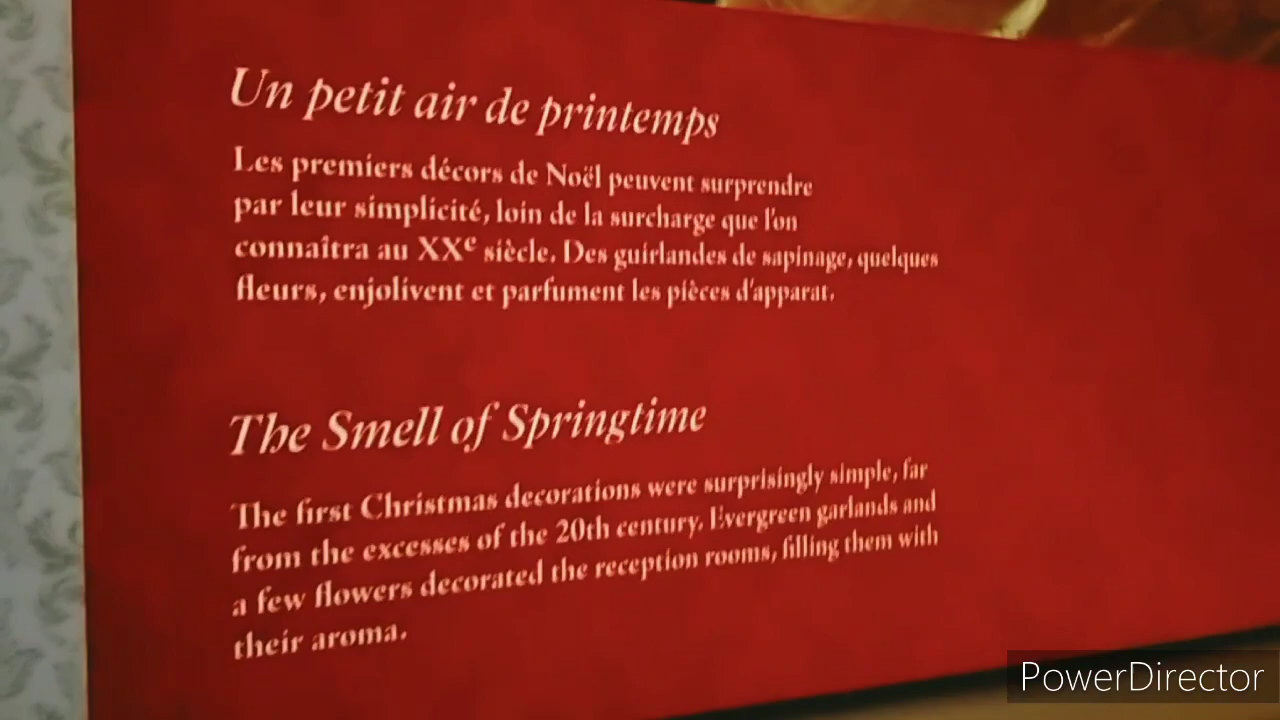 Un petit air de printemps
Les premiers décors de Noël peuvent surprendre
par leur simplicité, loin de la surcharge que l'on
connaîtra au XXe siècle. Des guirlandes de sapinage, quelques
fleurs, enjolivent et parfument les pièces d'apparat.
The Smell of Springtime
The first Christmas decorations were surprisingly simple, far
from the excesses of the 20th century. Evergreen garlands and
a few flowers decorated the reception rooms, filling them with
their aroma.
PowerDirector